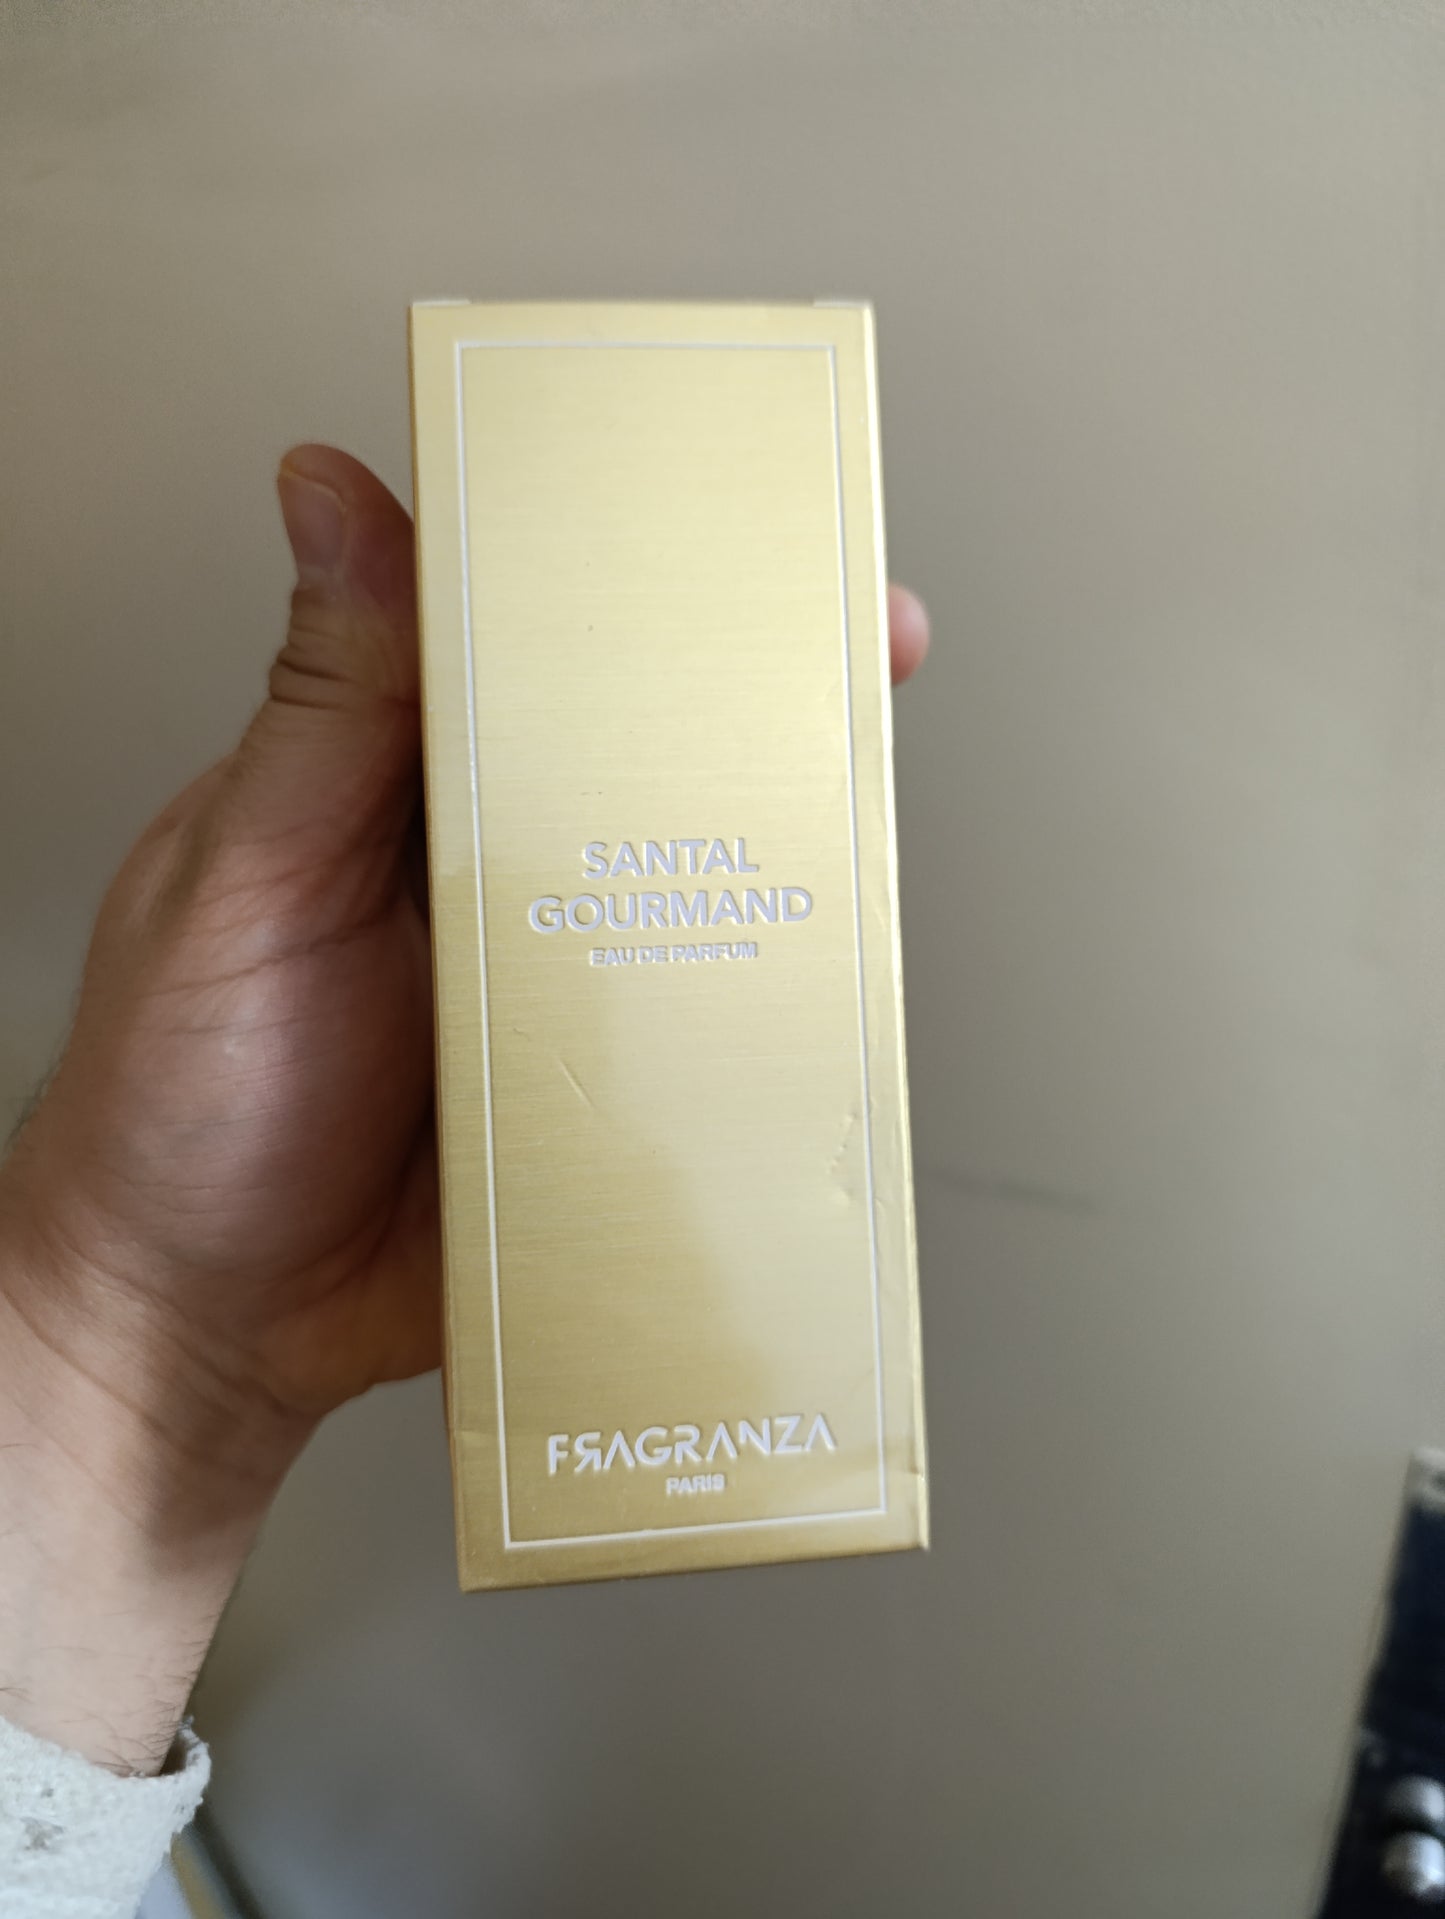 SANTAL
GOURMAND
EAU DE PARFUM
FRAGRANZA
PARIS